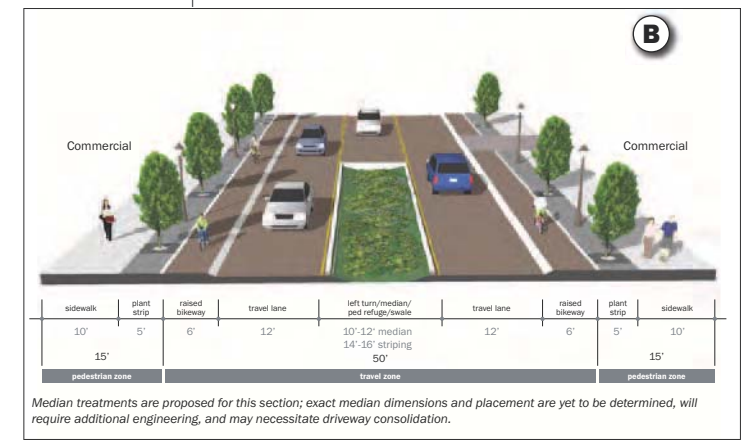 B
Commercial
Commercial
sidewalk
plant
strip
raised
bikeway
travel lane
left turn/median/
ped refuge/swale
travel lane
raised
bikeway
plant
strip
sidewalk
10' 5' 6' 12' 10'-12' median 12' 6' 5' 10'
14'-16' striping
15' 50' 15'
pedestrian zone travel zone pedestrian zone
Median treatments are proposed for this section; exact median dimensions and placement are yet to be determined, will
require additional engineering, and may necessitate driveway consolidation.